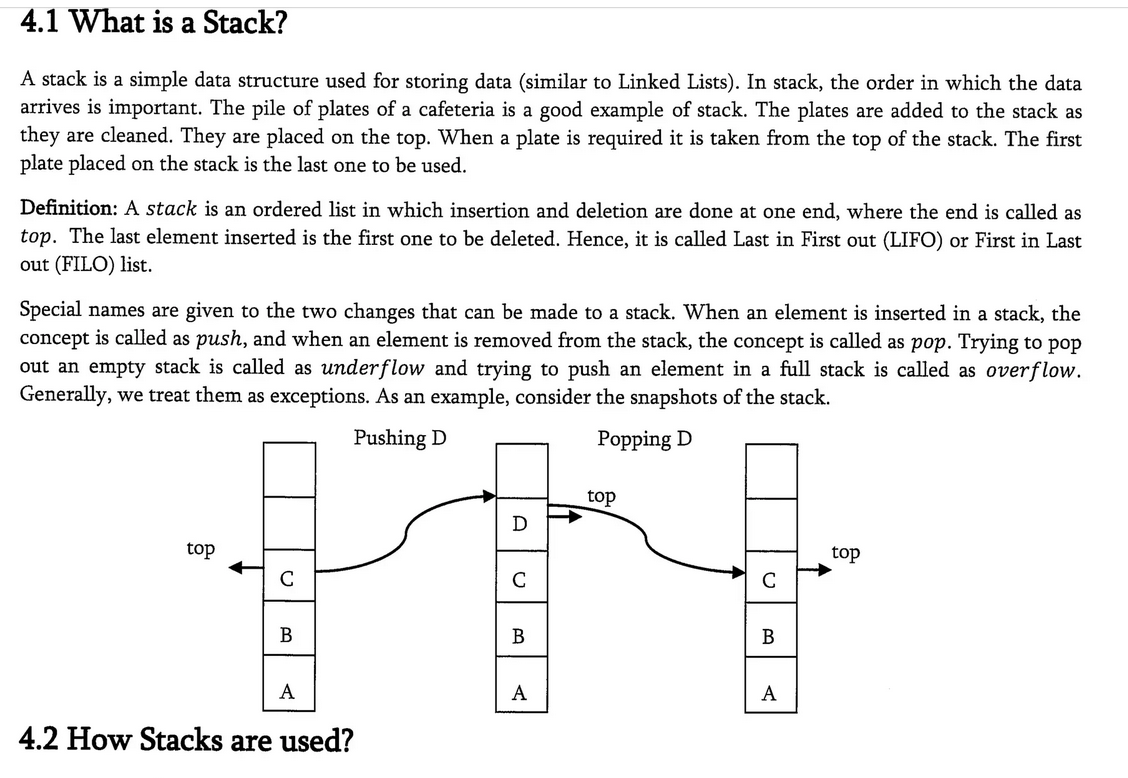 4.1 What is a Stack?
A stack is a simple data structure used for storing data (similar to Linked Lists). In stack, the order in which the data
arrives is important. The pile of plates of a cafeteria is a good example of stack. The plates are added to the stack as
they are cleaned. They are placed on the top. When a plate is required it is taken from the top of the stack. The first
plate placed on the stack is the last one to be used.
Definition: A stack is an ordered list in which insertion and deletion are done at one end, where the end is called as
top. The last element inserted is the first one to be deleted. Hence, it is called Last in First out (LIFO) or First in Last
out (FILO) list.
Special names are given to the two changes that can be made to a stack. When an element is inserted in a stack, the
concept is called as push, and when an element is removed from the stack, the concept is called as pop. Trying to pop
out an empty stack is called as underflow and trying to push an element in a full stack is called as overflow.
Generally, we treat them as exceptions. As an example, consider the snapshots of the stack.
Pushing D
Popping D
top
C
B
A
D
C
B
A
top
C
B
A
top
4.2 How Stacks are used?